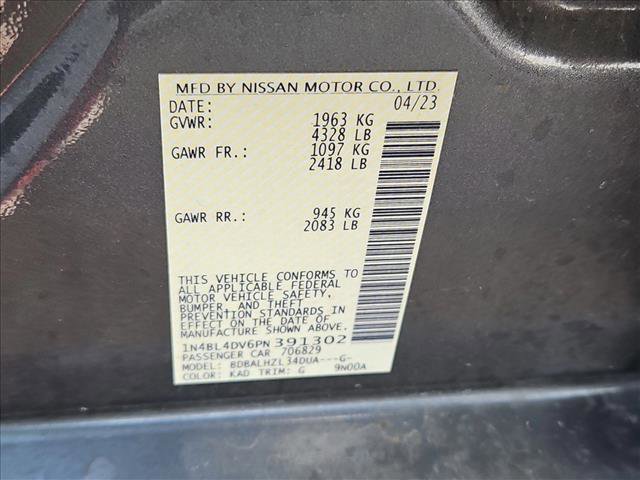 MFD BY NISSAN MOTOR CO., LTD.
DATE: 04/23
GVWR: 1963 KG
4328 LB
GAWR FR.: 1097 KG
2418 LB
GAWR RR.: 945 KG
2083 LB
THIS VEHICLE CONFORMS TO
ALL APPLICABLE FEDERAL
MOTOR VEHICLE SAFETY,
BUMPER, AND THEFT
PREVENTION STANDARDS IN
EFFECT ON THE DATE OF
MANUFACTURE SHOWN ABOVE.
1N4BL4DV6PN391302
PASSENGER CAR 706829
MODEL: BDBALHZL34DUA---G-
COLOR: KAD TRIM: G 9N00A